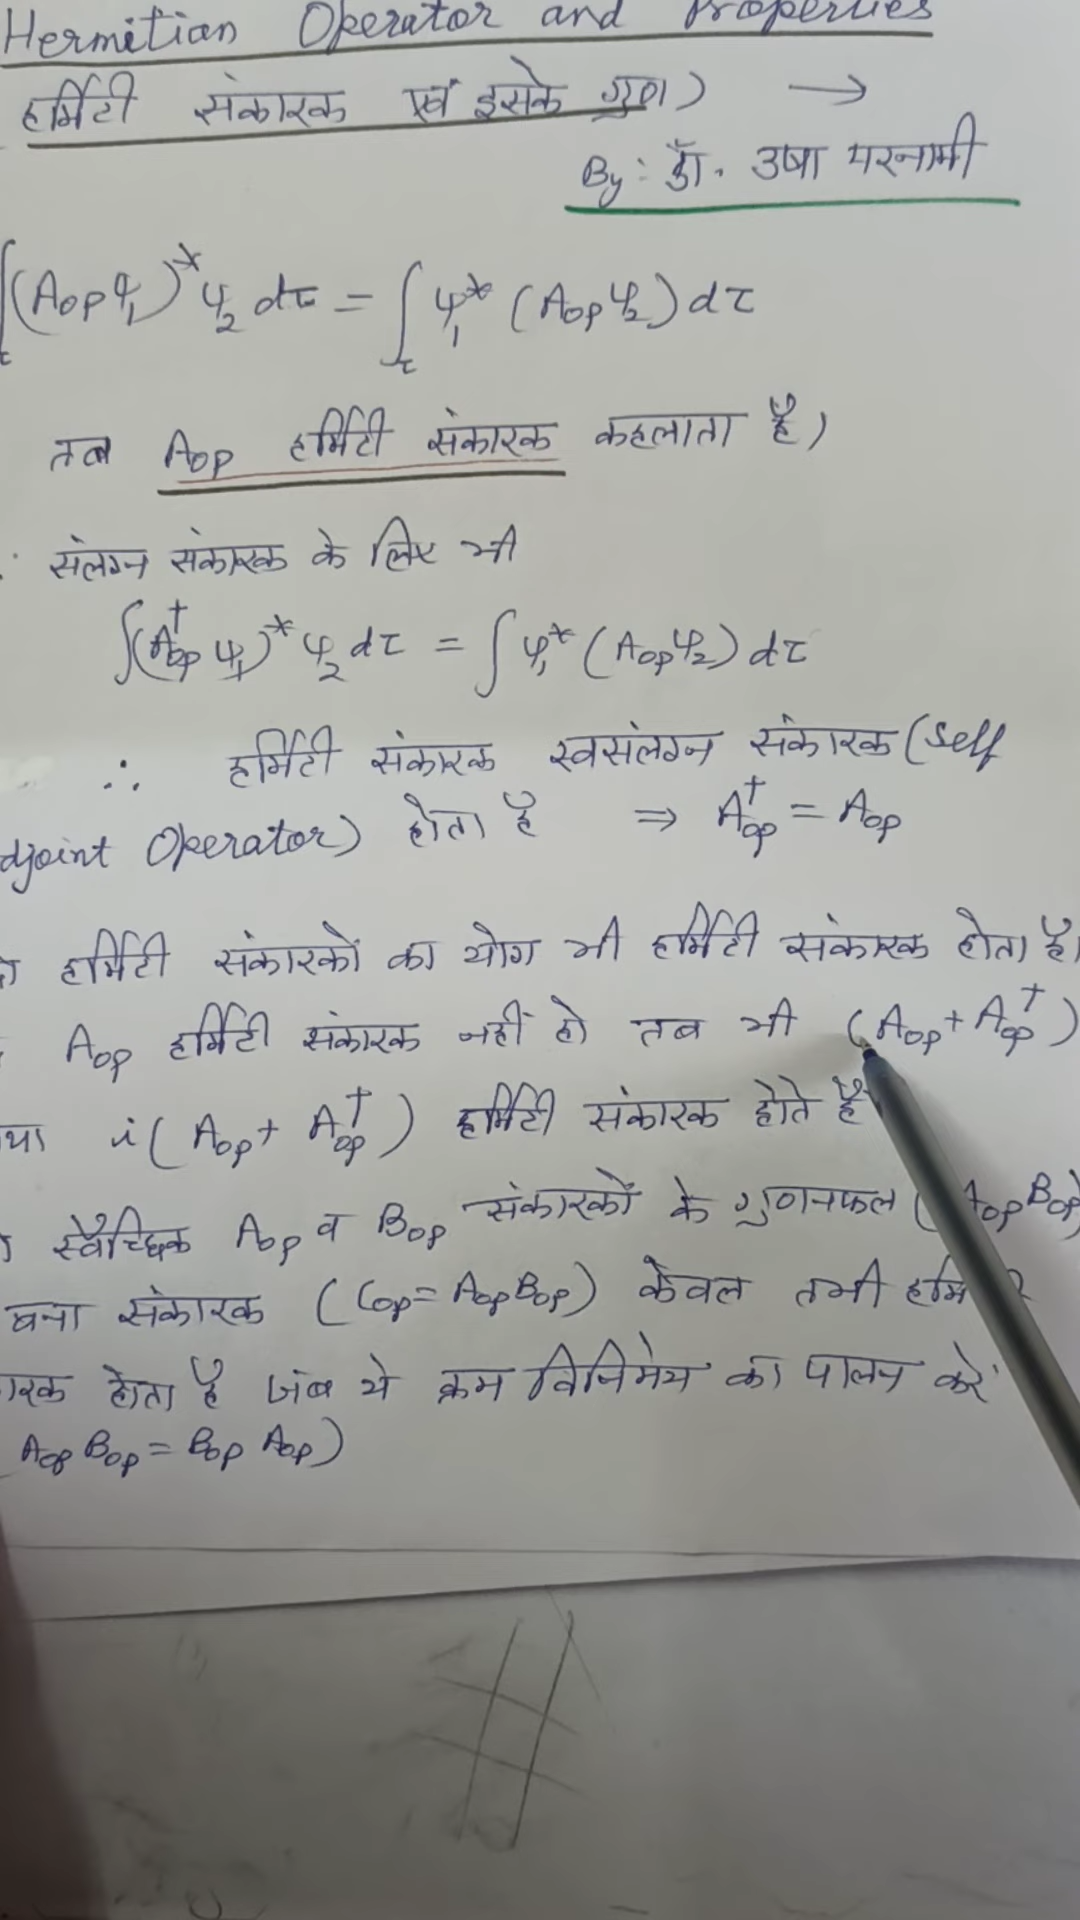 Hermitian Operator and Properties
हर्मिटी संकारक एवं इसके गुण) →
By: डॉ. उषा परनामी
∫τ (Aop ψ1)* ψ2 dτ = ∫τ ψ1* (Aop ψ2) dτ
तब Aop हर्मिटी संकारक कहलाता है,
∵ संलग्न संकारक के लिए भी
∫(A†op ψ1)* ψ2 dτ = ∫ ψ1* (Aop ψ2) dτ
∴ हर्मिटी संकारक स्वसंलग्न संकारक (Self
djoint Operator) होता है ⇒ A†op = Aop
हर्मिटी संकारकों का योग भी हर्मिटी संकारक होता है।
Aop हर्मिटी संकारक नहीं हो तब भी (Aop + A†op)
था i(Aop + A†op) हर्मिटी संकारक होते हैं
स्वैच्छिक Aop व Bop संकारकों के गुणनफल (Aop Bop)
बना संकारक (Cop = Aop Bop) केवल तभी हर्मि
ारक होता है जब ये क्रम विनिमेय का पालन करे
Aop Bop = Bop Aop)